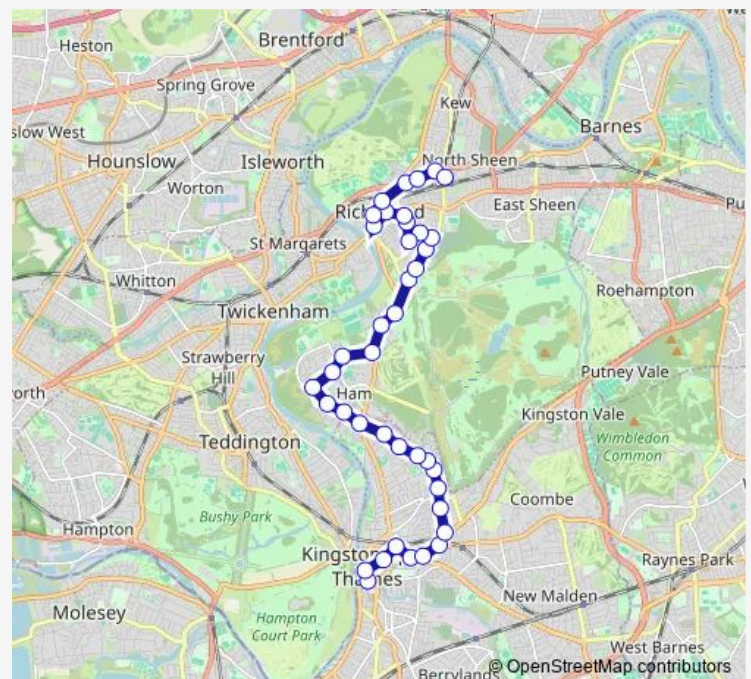 Heston
Brentford
Spring Grove
Kew
slow West
Barnes
Hounslow
Isleworth
North Sheen
Worton
East Sheen
Pu
St Margarets
Whitton
Roehampton
Twickenham
Strawberry
Hill
Putney Vale
orth
Ham
Kingston Vale
Teddington
Wimbledon
Common
Bushy Park
Coombe
Hampton
Raynes Park
New Malden
Molesey
Hampton
Court Park
West Barnes
Berrylands
© OpenStreetMap contributors